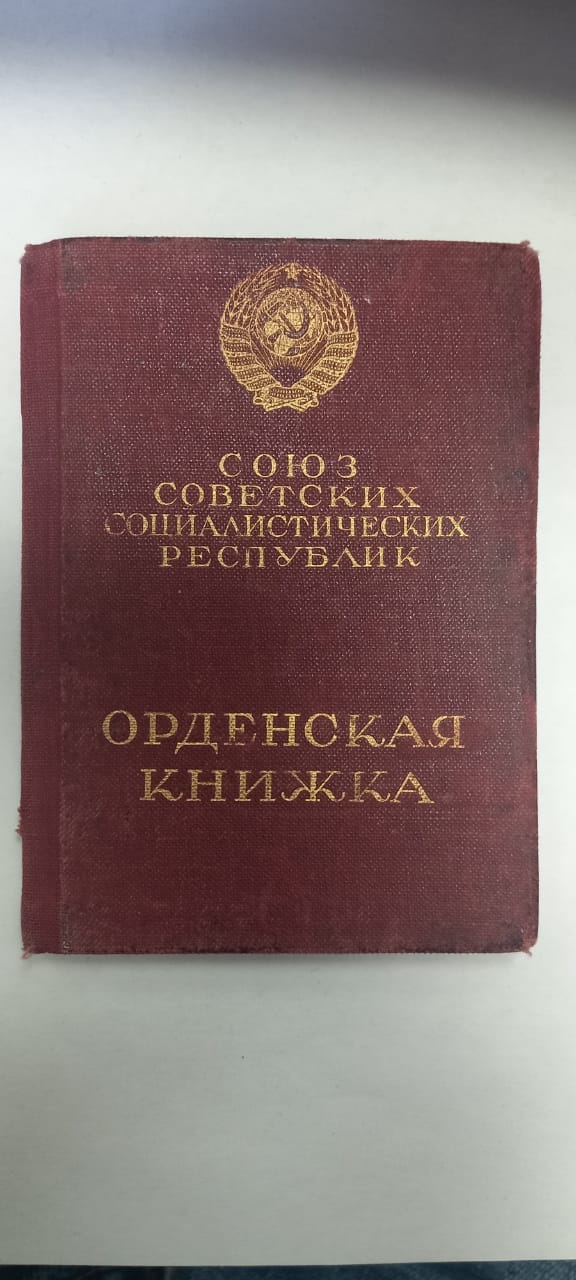 СОЮЗ
СОВЕТСКИХ
СОЦИАЛИСТИЧЕСКИХ
РЕСПУБЛИК
ОРДЕНСКАЯ
КНИЖКА